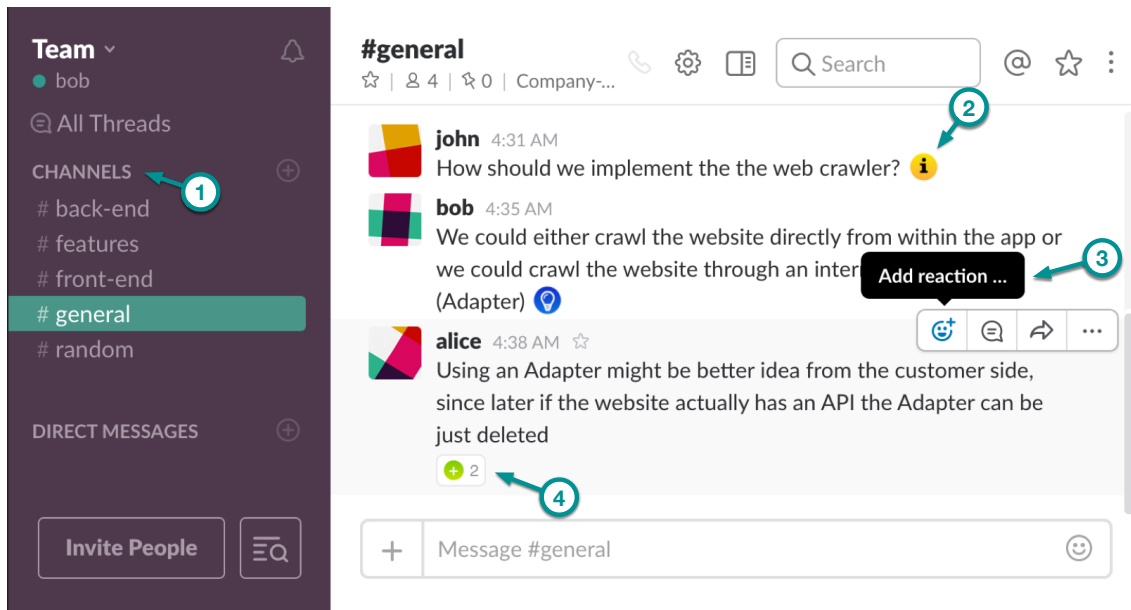 Team
bob
All Threads
CHANNELS
1
# back-end
# features
# front-end
# general
# random
DIRECT MESSAGES
Invite People
#general
4 | 0 | Company-...
Search
2
john 4:31 AM
How should we implement the the web crawler?
bob 4:35 AM
We could either crawl the website directly from within the app or
we could crawl the website through an
(Adapter)
Add reaction ...
3
alice 4:38 AM
Using an Adapter might be better idea from the customer side,
since later if the website actually has an API the Adapter can be
just deleted
2
4
Message #general